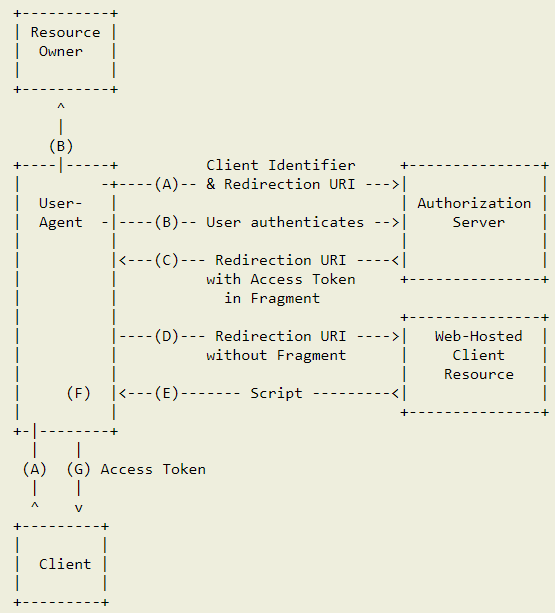 +----------+
| Resource |
|  Owner   |
|          |
+----------+
     ^
     |
    (B)
+----|-----+          Client Identifier     +---------------+
|         -+----(A)-- & Redirection URI --->|               |
|  User-   |                                | Authorization |
|  Agent  -|----(B)-- User authenticates -->|     Server    |
|          |                                |               |
|          |<---(C)--- Redirection URI ----<|               |
|          |          with Access Token     +---------------+
|          |            in Fragment
|          |                                +---------------+
|          |----(D)--- Redirection URI ---->|   Web-Hosted  |
|          |          without Fragment      |     Client    |
|          |                                |    Resource   |
|     (F)  |<---(E)------- Script ---------<|               |
|          |                                +---------------+
+-|--------+
  |    |
 (A)  (G) Access Token
  |    |
  ^    v
+---------+
|         |
|  Client |
|         |
+---------+